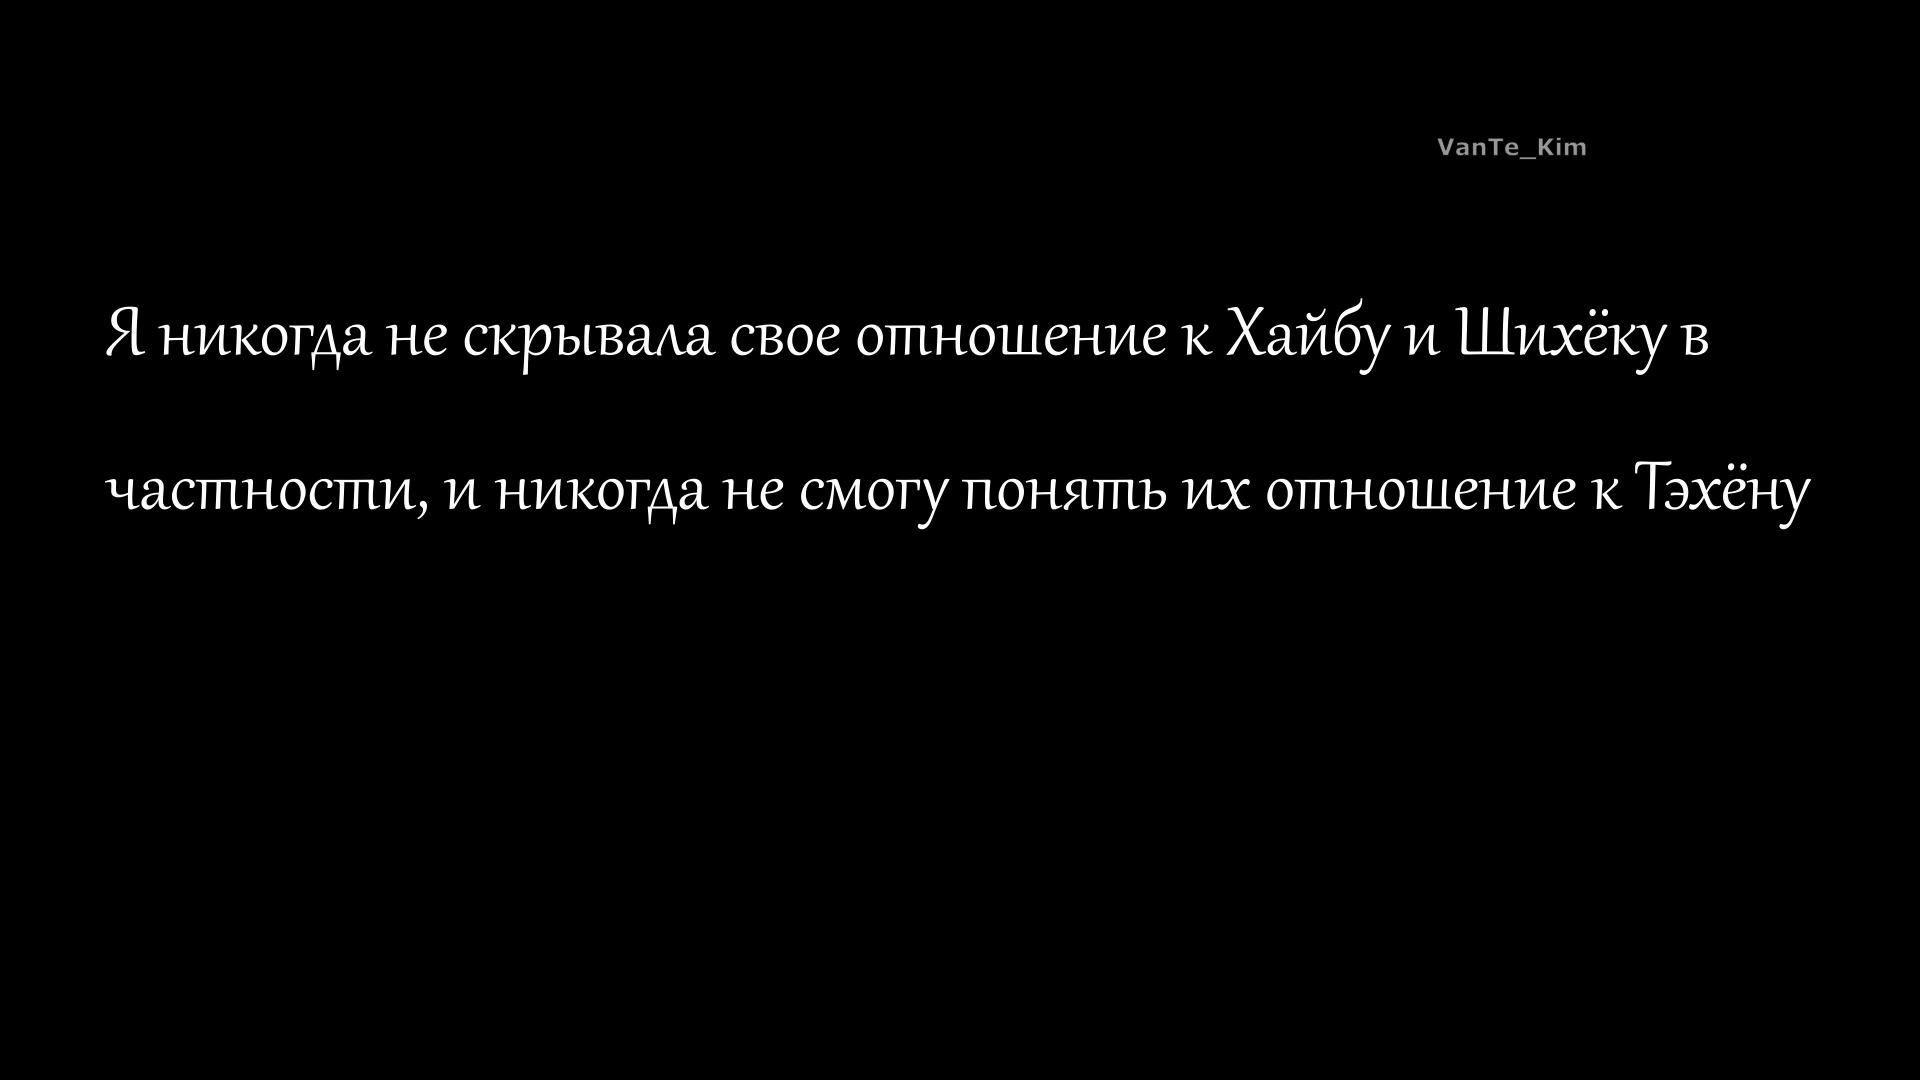 VanTe_Kim
Я никогда не скрывала свое отношение к Хайбу и Шихёку в
частности, и никогда не смогу понять их отношение к Тэхёну